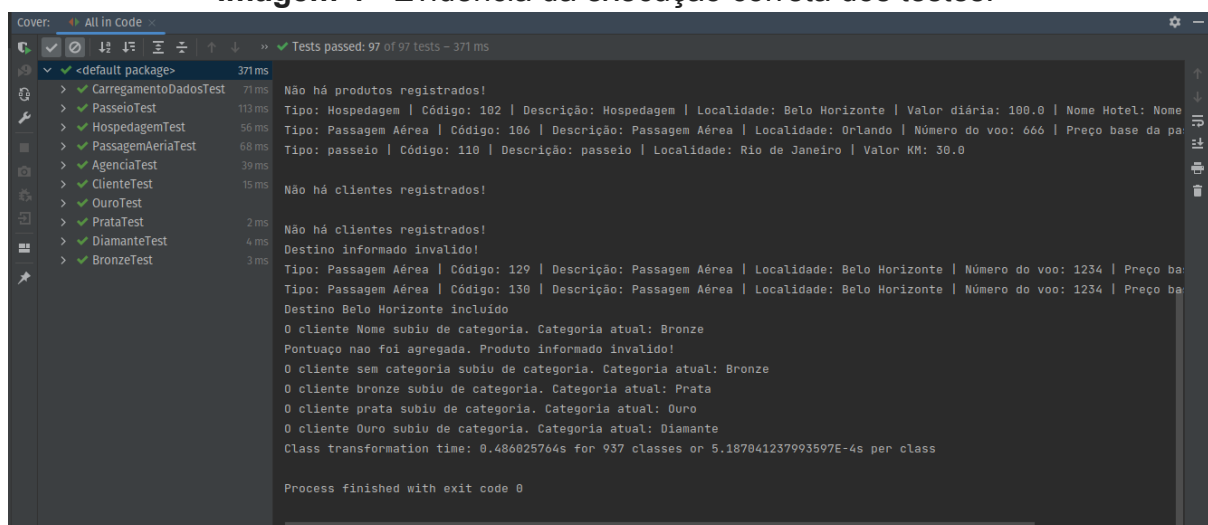 Imagem 1 - Evidência da execução correta dos testes.
Cover: All in Code ×
» Tests passed: 97 of 97 tests – 371 ms
<default package> 371 ms
CarregamentoDadosTest 71 ms
PasseioTest 113 ms
HospedagemTest 56 ms
PassagemAeriaTest 68 ms
AgenciaTest 39 ms
ClienteTest 15 ms
OuroTest
PrataTest 2 ms
DiamanteTest 4 ms
BronzeTest 3 ms
Não há produtos registrados!
Tipo: Hospedagem | Código: 102 | Descrição: Hospedagem | Localidade: Belo Horizonte | Valor diária: 100.0 | Nome Hotel: Nome
Tipo: Passagem Aérea | Código: 106 | Descrição: Passagem Aérea | Localidade: Orlando | Número do voo: 666 | Preço base da pa
Tipo: passeio | Código: 110 | Descrição: passeio | Localidade: Rio de Janeiro | Valor KM: 30.0
Não há clientes registrados!
Não há clientes registrados!
Destino informado invalido!
Tipo: Passagem Aérea | Código: 129 | Descrição: Passagem Aérea | Localidade: Belo Horizonte | Número do voo: 1234 | Preço ba
Tipo: Passagem Aérea | Código: 130 | Descrição: Passagem Aérea | Localidade: Belo Horizonte | Número do voo: 1234 | Preço ba
Destino Belo Horizonte incluído
O cliente Nome subiu de categoria. Categoria atual: Bronze
Pontuaço nao foi agregada. Produto informado invalido!
O cliente sem categoria subiu de categoria. Categoria atual: Bronze
O cliente bronze subiu de categoria. Categoria atual: Prata
O cliente prata subiu de categoria. Categoria atual: Ouro
O cliente Ouro subiu de categoria. Categoria atual: Diamante
Class transformation time: 0.486025764s for 937 classes or 5.187041237993597E-4s per class
Process finished with exit code 0